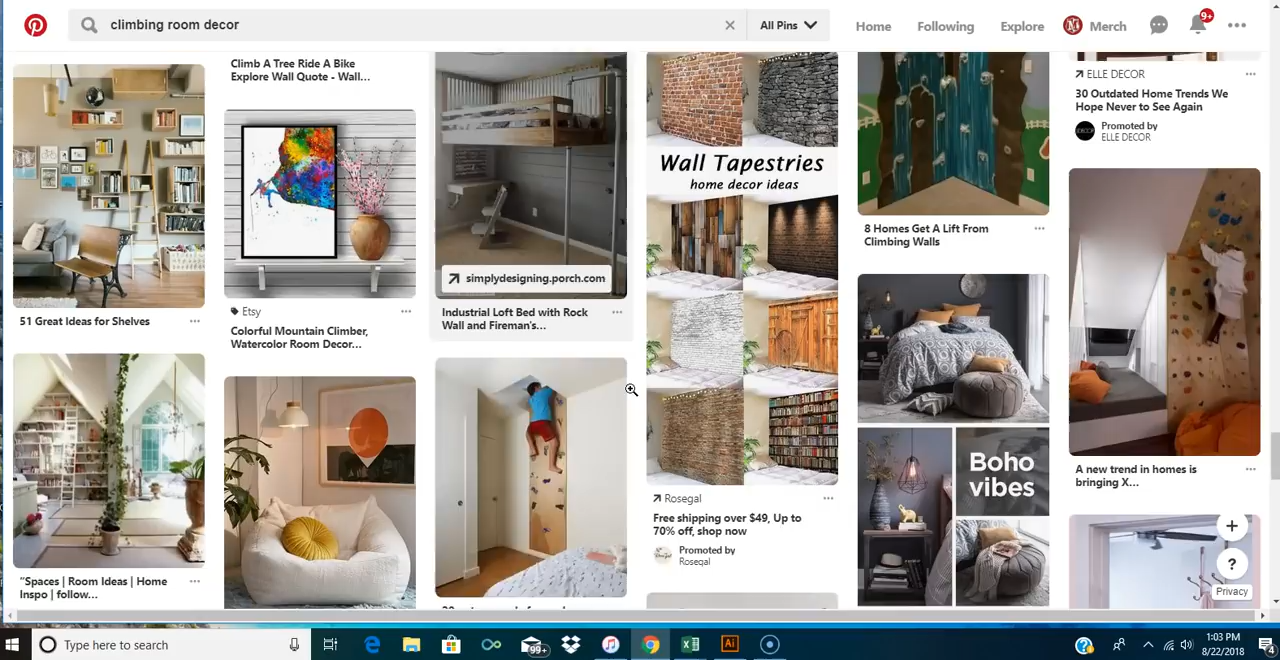 climbing room decor
All Pins
Home
Following
Explore
Merch
9+
51 Great Ideas for Shelves
"Spaces | Room Ideas | Home
Inspo | follow...
Climb A Tree Ride A Bike
Explore Wall Quote - Wall...
Etsy
Colorful Mountain Climber,
Watercolor Room Decor...
simplydesigning.porch.com
Industrial Loft Bed with Rock
Wall and Fireman's...
Wall Tapestries
home decor ideas
Rosegal
Free shipping over $49, Up to
70% off, shop now
Promoted by
Rosegal
8 Homes Get A Lift From
Climbing Walls
Boho
vibes
ELLE DECOR
30 Outdated Home Trends We
Hope Never to See Again
Promoted by
ELLE DECOR
A new trend in homes is
bringing X...
+
?
Privacy
Type here to search
99+
1:03 PM
8/22/2018
4